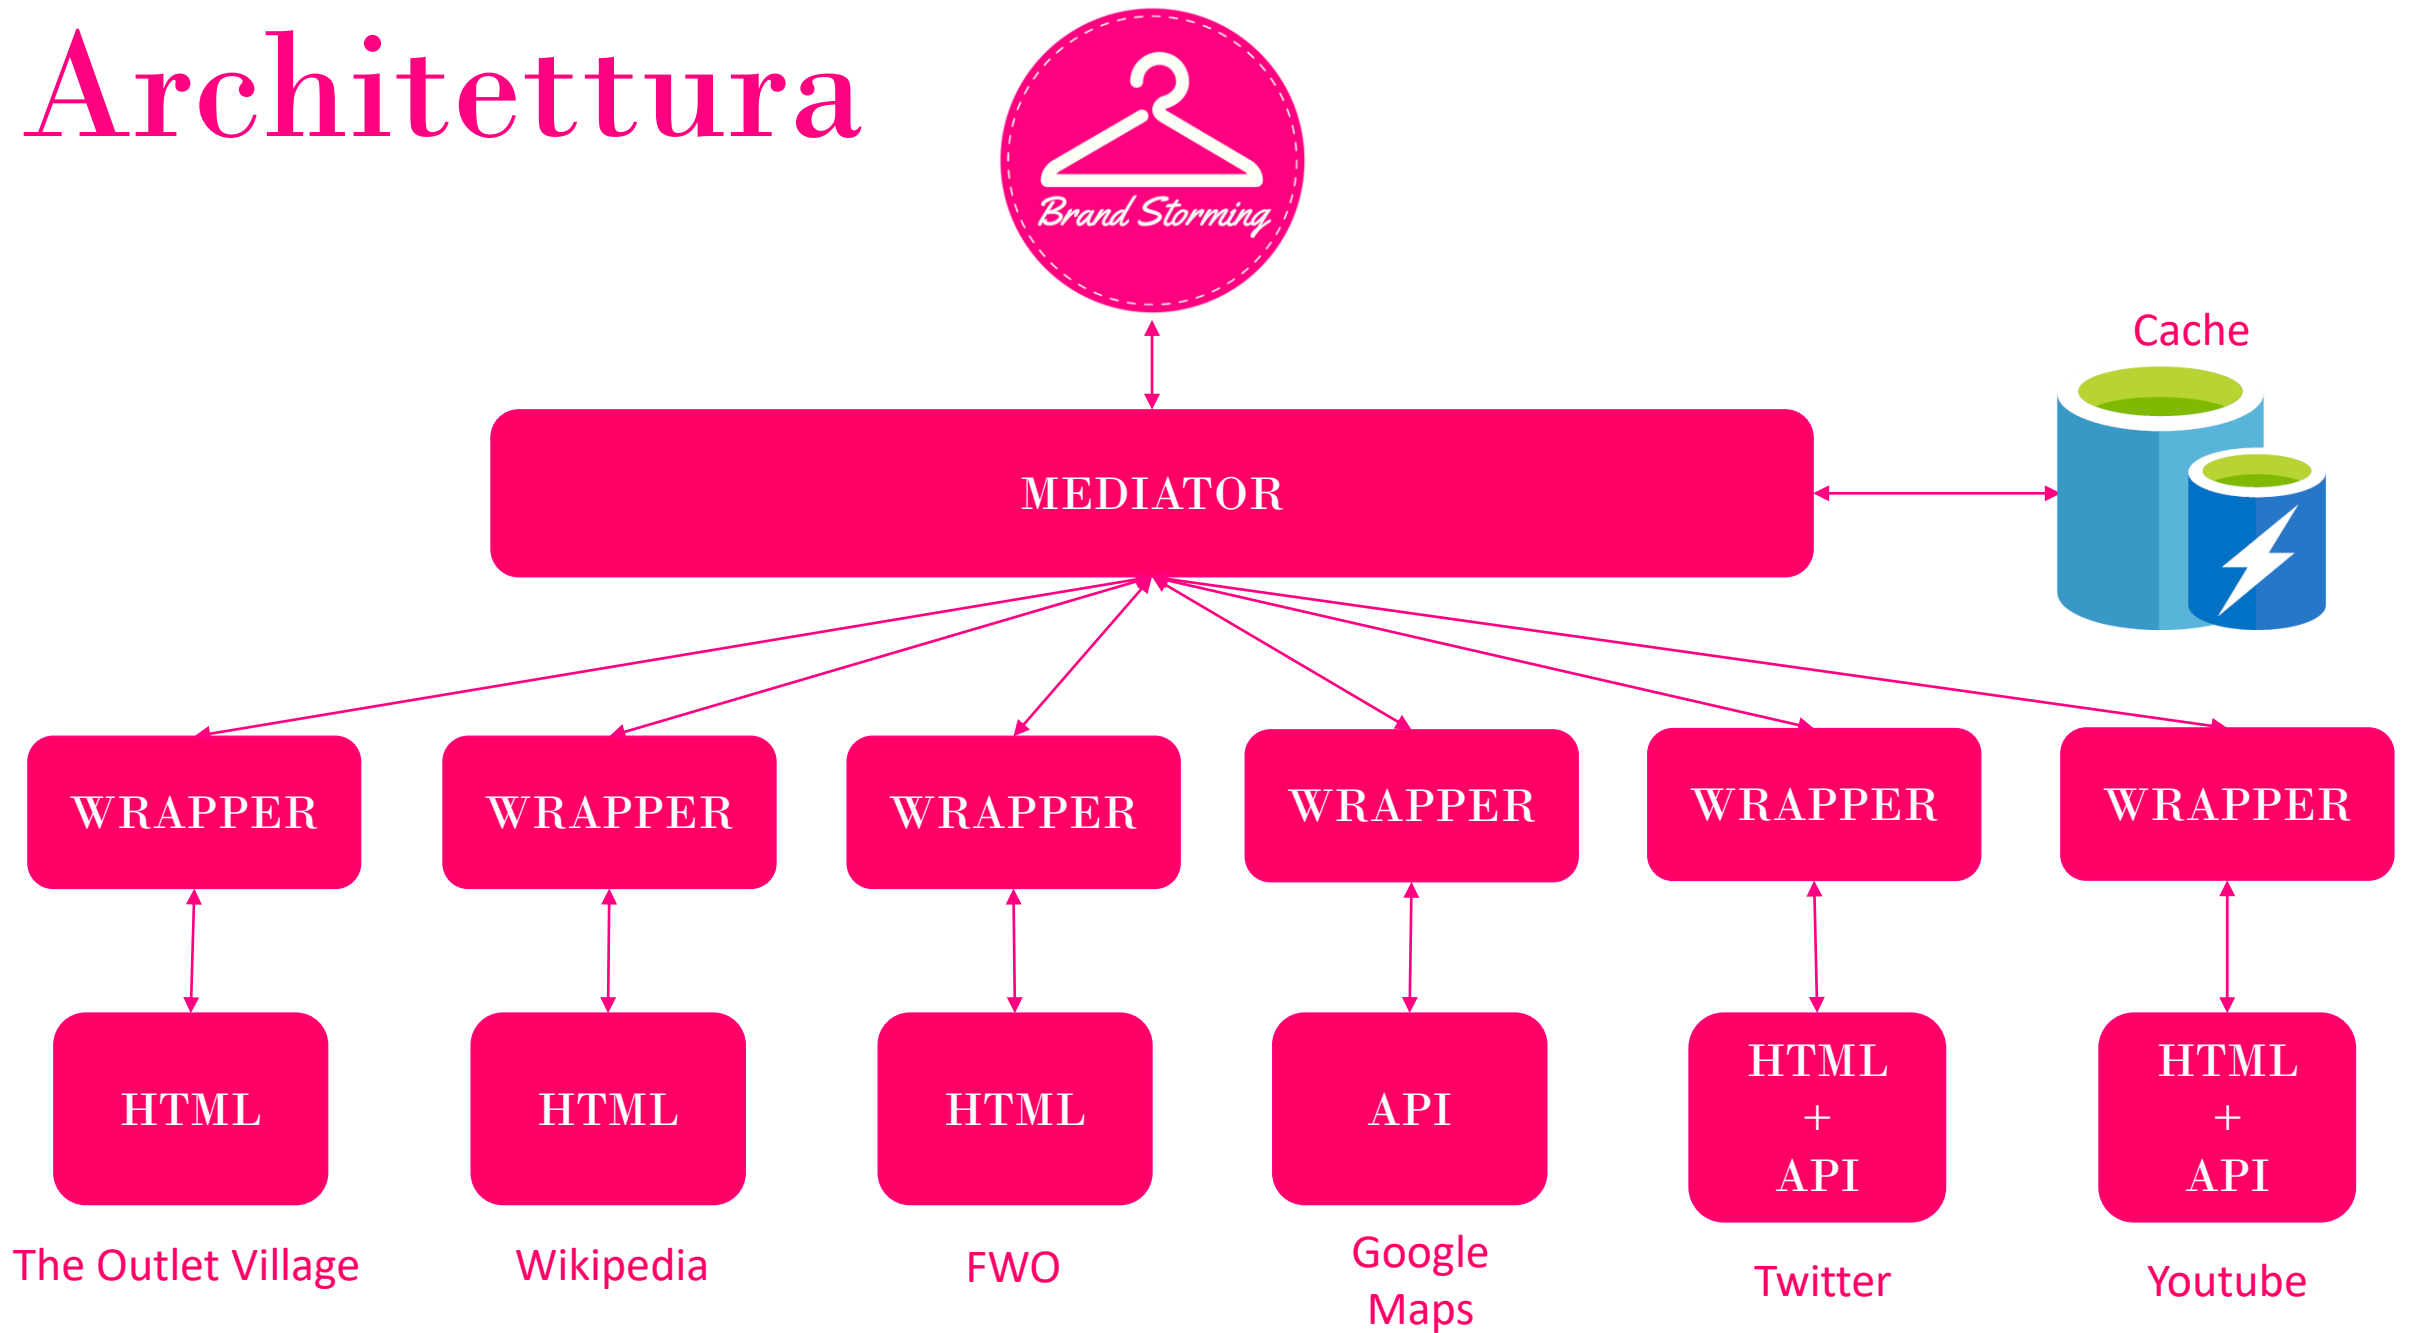 Architettura
Brand Storming
Cache
MEDIATOR
WRAPPER
WRAPPER
WRAPPER
WRAPPER
WRAPPER
WRAPPER
HTML
HTML
HTML
API
HTML
+
API
HTML
+
API
The Outlet Village
Wikipedia
FWO
Google
Maps
Twitter
Youtube